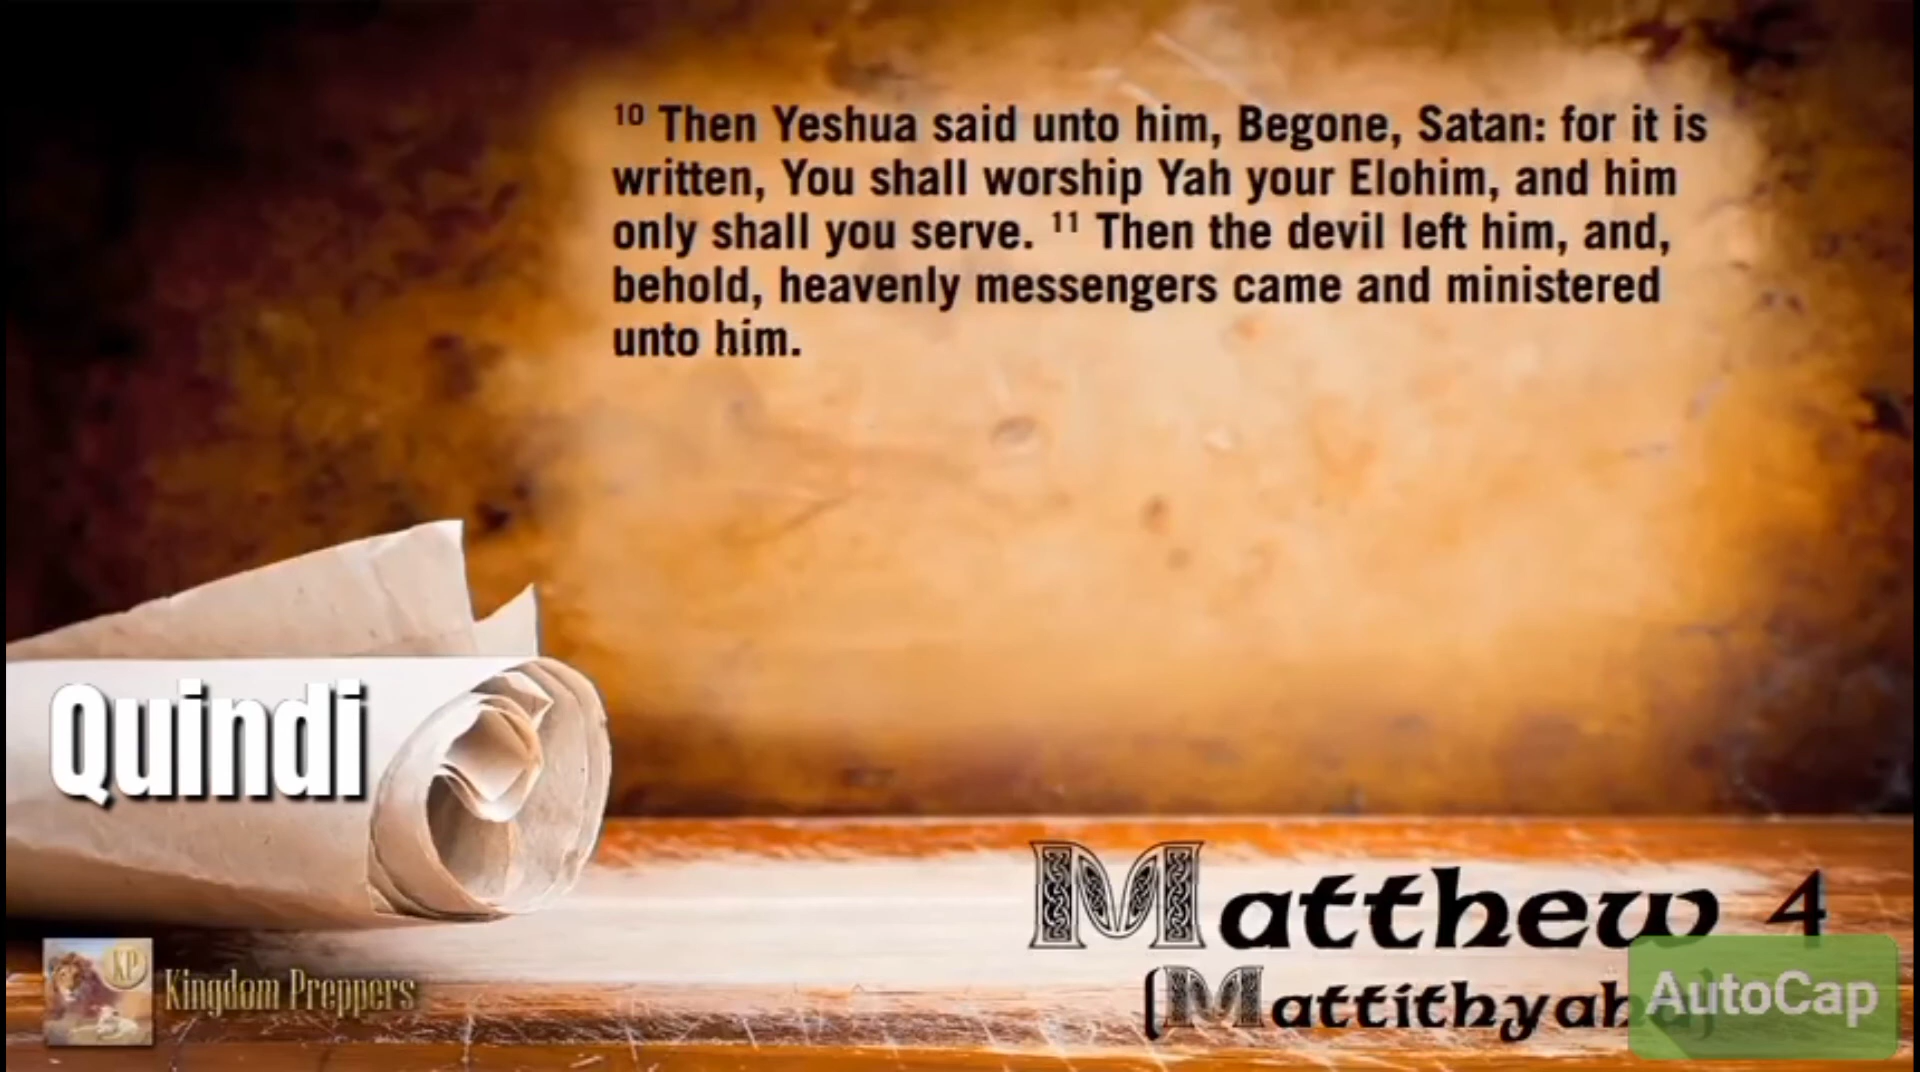 10 Then Yeshua said unto him, Begone, Satan: for it is
written, You shall worship Yah your Elohim, and him
only shall you serve. 11 Then the devil left him, and,
behold, heavenly messengers came and ministered
unto him.
Quindi
Matthew 4
KP
Kingdom Preppers
AutoCap